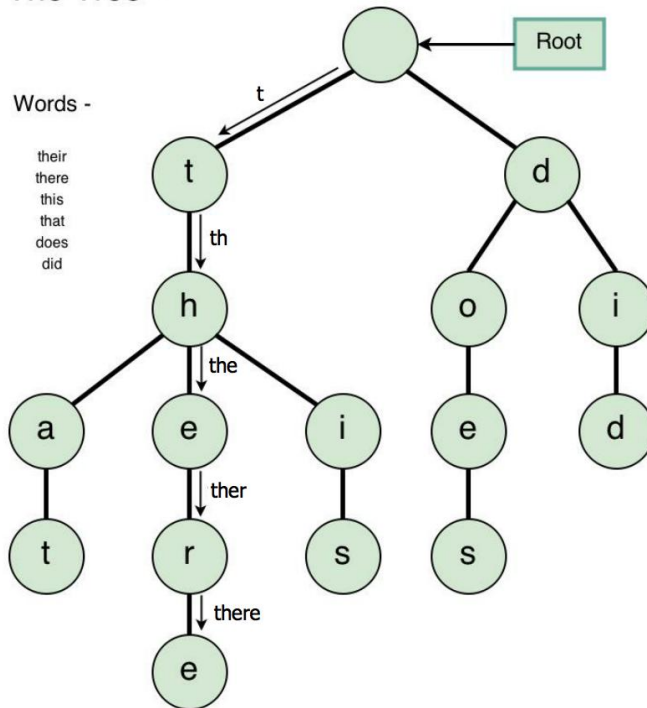 Root
t
Words -
their
there
this
that
does
did
t
d
th
h
o
i
the
a
e
i
e
d
ther
t
r
s
s
there
e